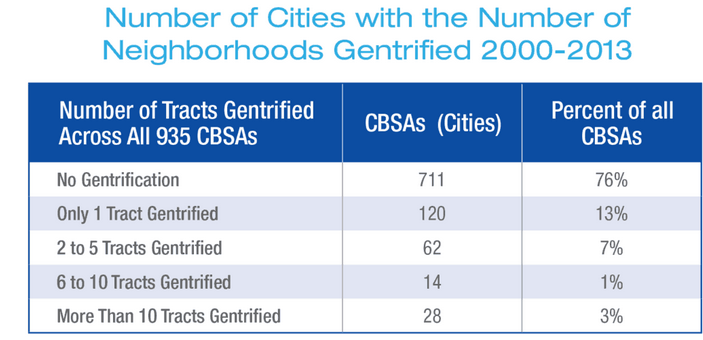 Number of Cities with the Number of
Neighborhoods Gentrified 2000-2013
Number of Tracts Gentrified
Across All 935 CBSAs
CBSAs (Cities)
Percent of all
CBSAs
No Gentrification 711 76%
Only 1 Tract Gentrified 120 13%
2 to 5 Tracts Gentrified 62 7%
6 to 10 Tracts Gentrified 14 1%
More Than 10 Tracts Gentrified 28 3%